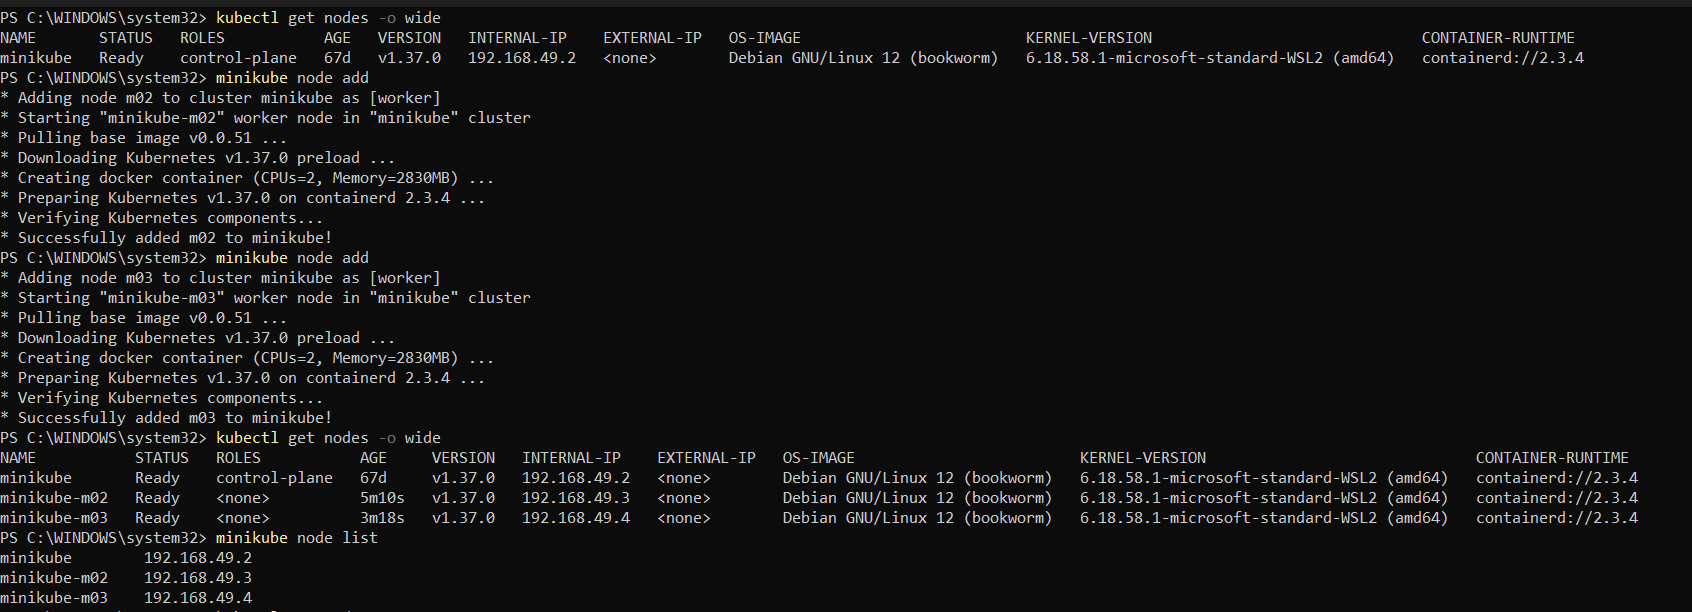 PS C:\WINDOWS\system32> kubectl get nodes -o wide
NAME       STATUS   ROLES           AGE   VERSION   INTERNAL-IP    EXTERNAL-IP   OS-IMAGE                         KERNEL-VERSION                              CONTAINER-RUNTIME
minikube   Ready    control-plane   67d   v1.37.0   192.168.49.2   <none>        Debian GNU/Linux 12 (bookworm)   6.18.58.1-microsoft-standard-WSL2 (amd64)   containerd://2.3.4
PS C:\WINDOWS\system32> minikube node add
* Adding node m02 to cluster minikube as [worker]
* Starting "minikube-m02" worker node in "minikube" cluster
* Pulling base image v0.0.51 ...
* Downloading Kubernetes v1.37.0 preload ...
* Creating docker container (CPUs=2, Memory=2830MB) ...
* Preparing Kubernetes v1.37.0 on containerd 2.3.4 ...
* Verifying Kubernetes components...
* Successfully added m02 to minikube!
PS C:\WINDOWS\system32> minikube node add
* Adding node m03 to cluster minikube as [worker]
* Starting "minikube-m03" worker node in "minikube" cluster
* Pulling base image v0.0.51 ...
* Downloading Kubernetes v1.37.0 preload ...
* Creating docker container (CPUs=2, Memory=2830MB) ...
* Preparing Kubernetes v1.37.0 on containerd 2.3.4 ...
* Verifying Kubernetes components...
* Successfully added m03 to minikube!
PS C:\WINDOWS\system32> kubectl get nodes -o wide
NAME           STATUS   ROLES           AGE     VERSION   INTERNAL-IP    EXTERNAL-IP   OS-IMAGE                         KERNEL-VERSION                              CONTAINER-RUNTIME
minikube       Ready    control-plane   67d     v1.37.0   192.168.49.2   <none>        Debian GNU/Linux 12 (bookworm)   6.18.58.1-microsoft-standard-WSL2 (amd64)   containerd://2.3.4
minikube-m02   Ready    <none>          5m10s   v1.37.0   192.168.49.3   <none>        Debian GNU/Linux 12 (bookworm)   6.18.58.1-microsoft-standard-WSL2 (amd64)   containerd://2.3.4
minikube-m03   Ready    <none>          3m18s   v1.37.0   192.168.49.4   <none>        Debian GNU/Linux 12 (bookworm)   6.18.58.1-microsoft-standard-WSL2 (amd64)   containerd://2.3.4
PS C:\WINDOWS\system32> minikube node list
minikube        192.168.49.2
minikube-m02    192.168.49.3
minikube-m03    192.168.49.4